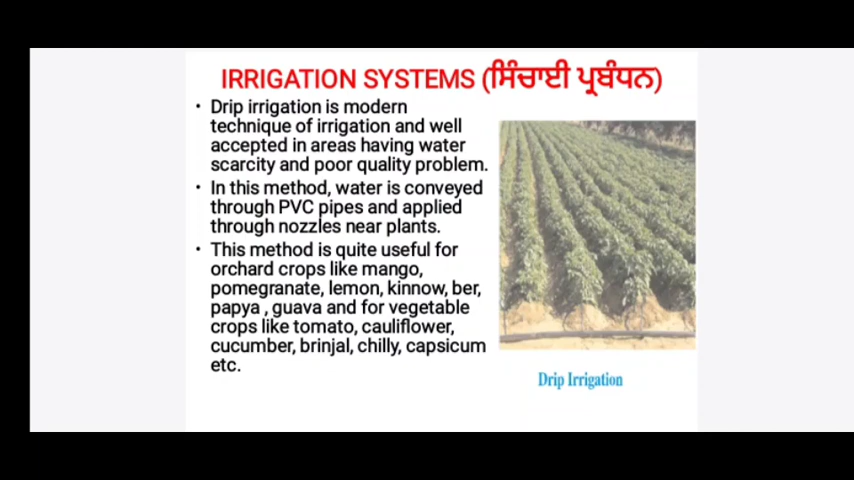 IRRIGATION SYSTEMS (ਸਿੰਚਾਈ ਪ੍ਰਬੰਧਨ)
• Drip irrigation is modern
technique of irrigation and well
accepted in areas having water
scarcity and poor quality problem.
• In this method, water is conveyed
through PVC pipes and applied
through nozzles near plants.
• This method is quite useful for
orchard crops like mango,
pomegranate, lemon, kinnow, ber,
papya , guava and for vegetable
crops like tomato, cauliflower,
cucumber, brinjal, chilly, capsicum
etc.
Drip Irrigation